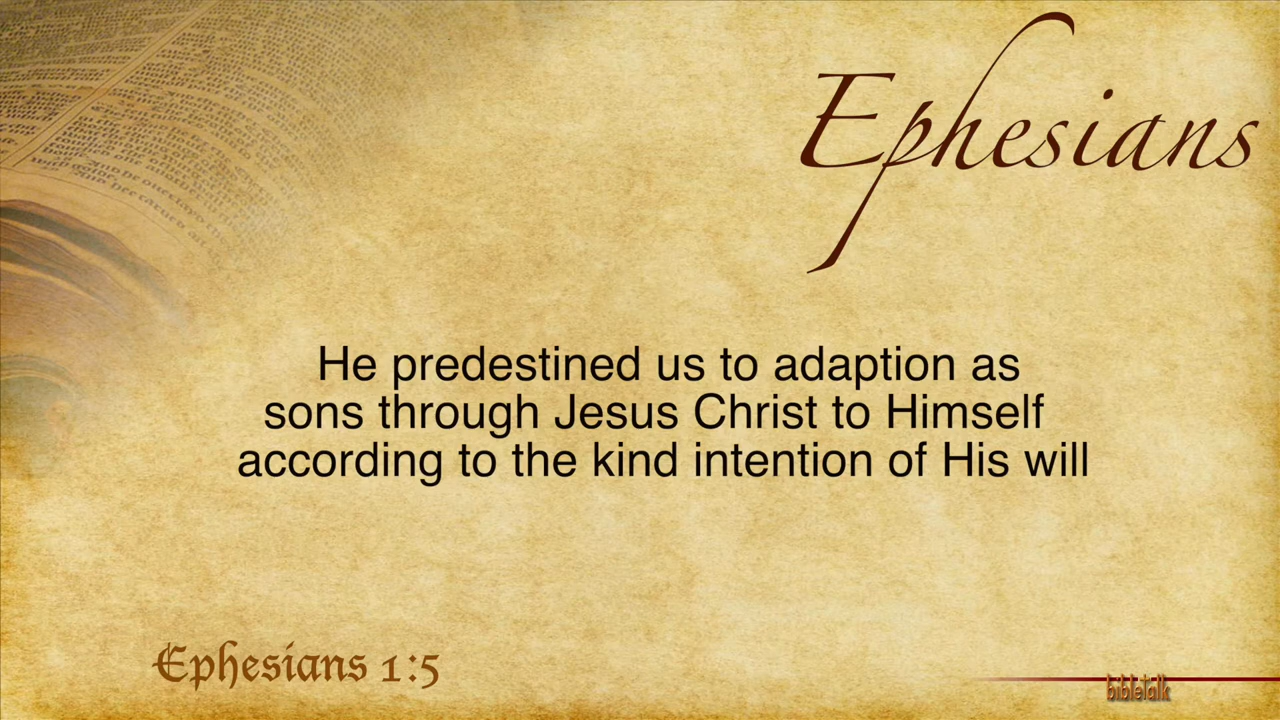 Ephesians
He predestined us to adaption as
sons through Jesus Christ to Himself
according to the kind intention of His will
Ephesians 1:5
bibletalk